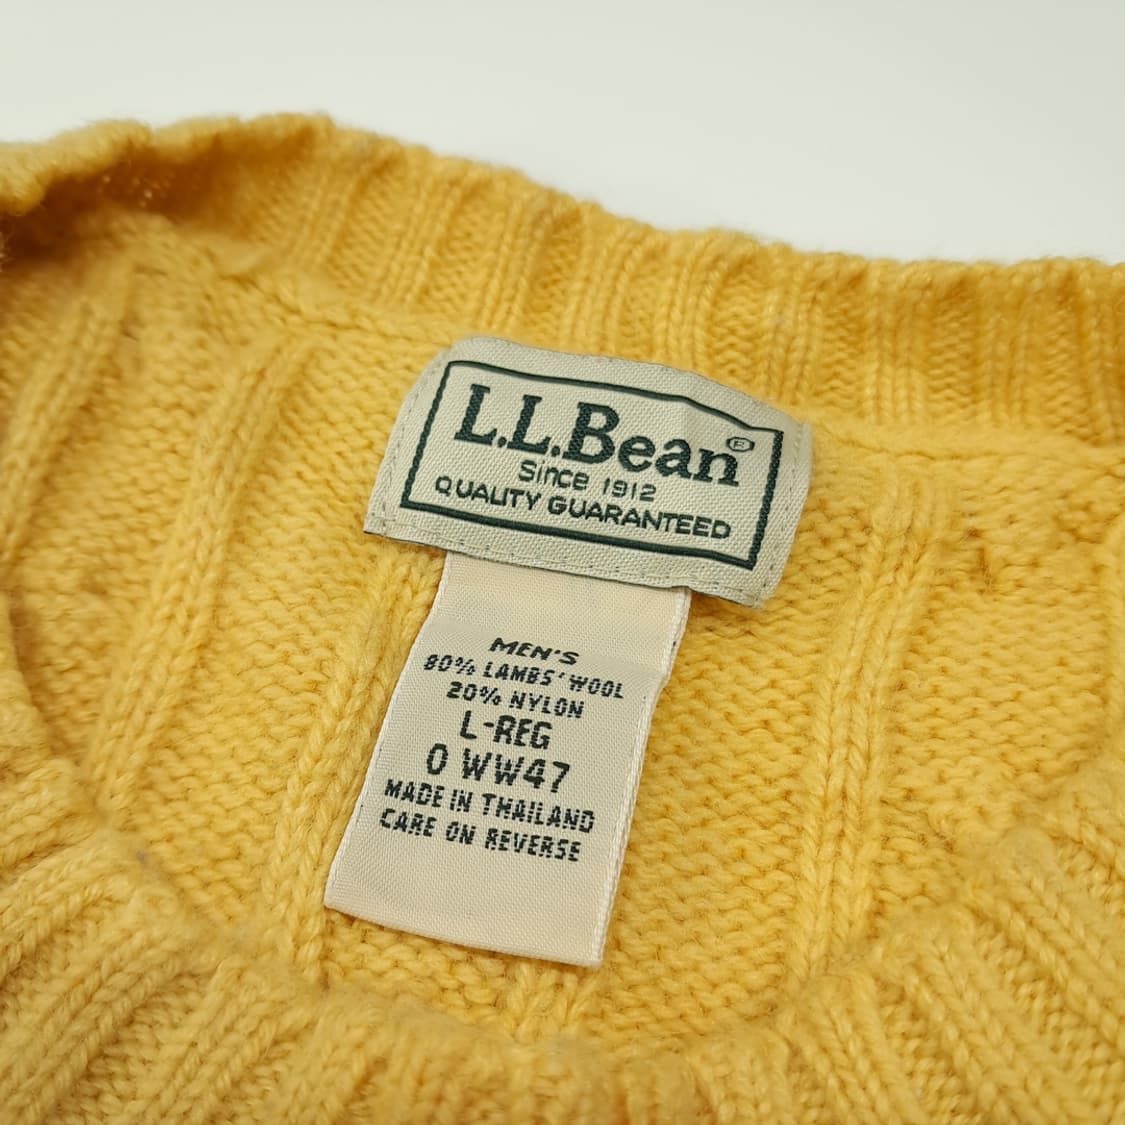 L.L.Bean®
Since 1912
QUALITY GUARANTEED
MEN'S
80% LAMBS' WOOL
20% NYLON
L-REG
0 WW47
MADE IN THAILAND
CARE ON REVERSE